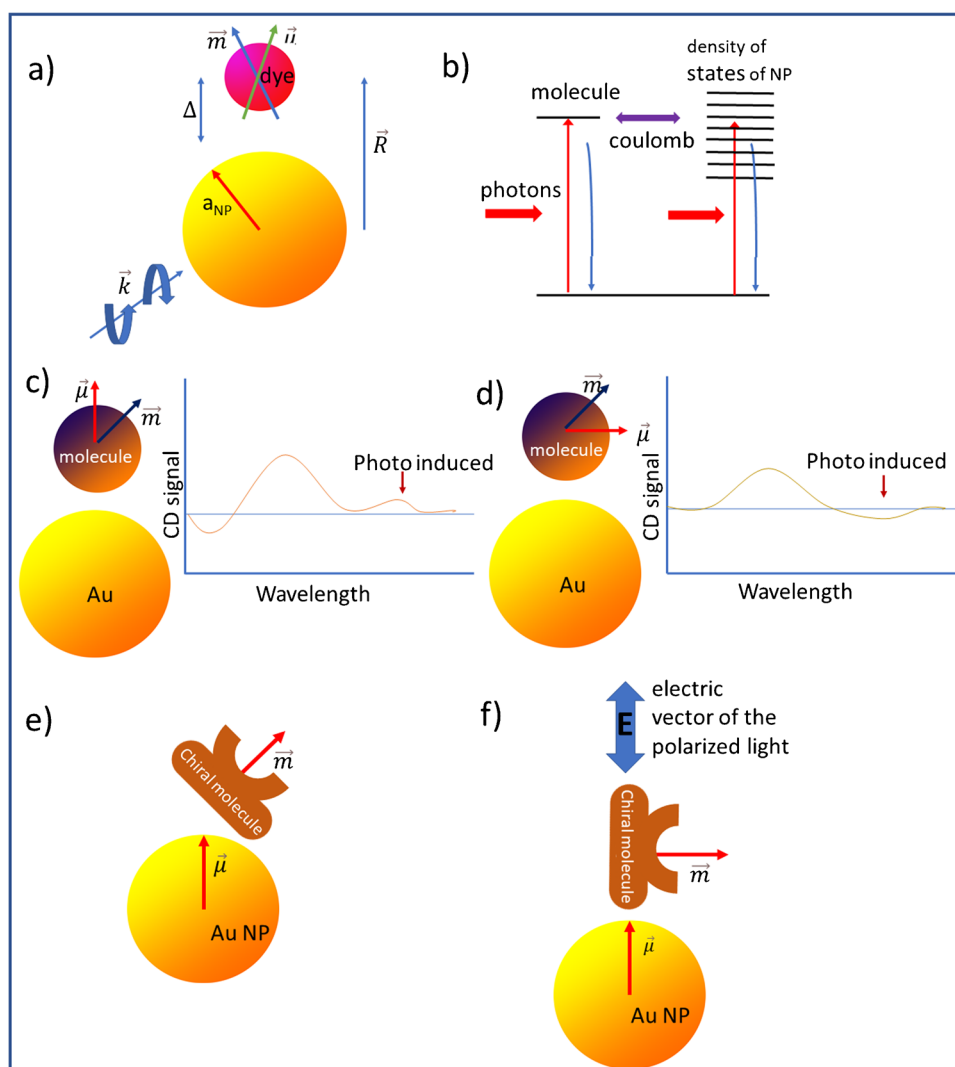 a)
m⃗
μ⃗
dye
Δ
R⃗
a_NP
k⃗
b)
density of
states of NP
molecule
coulomb
photons
c)
μ⃗
m⃗
molecule
Au
CD signal
Photo induced
Wavelength
d)
m⃗
μ⃗
molecule
Au
CD signal
Photo induced
Wavelength
e)
m⃗
Chiral molecule
μ⃗
Au NP
f)
E
electric
vector of the
polarized light
Chiral molecule
m⃗
μ⃗
Au NP